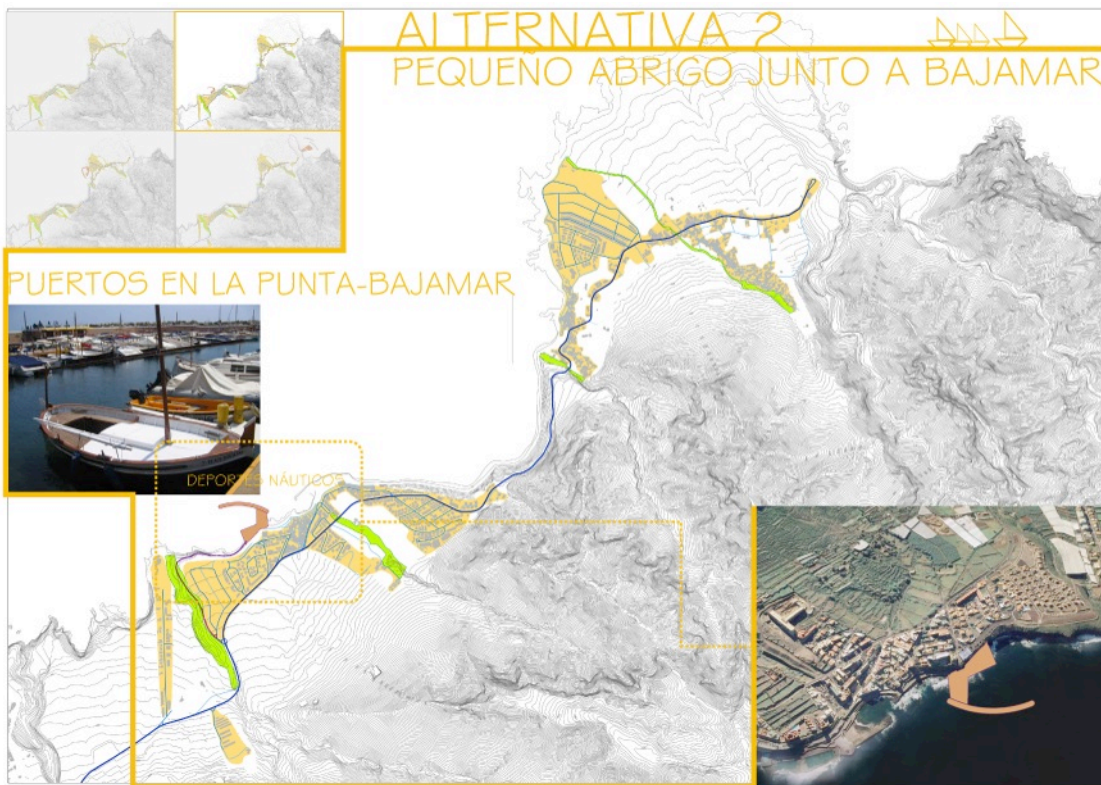 ALTERNATIVA 2
PEQUEÑO ABRIGO JUNTO A BAJAMAR
PUERTOS EN LA PUNTA-BAJAMAR
DEPORTES NÁUTICOS